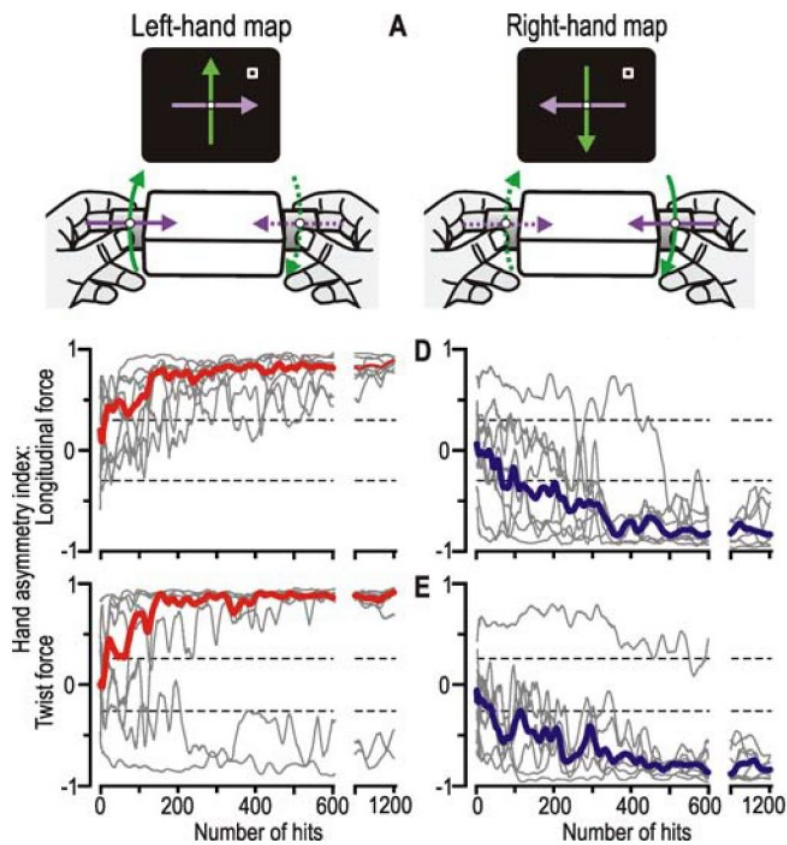 Left-hand map
A
Right-hand map
Hand asymmetry index:
Longitudinal force
1
0
-1
D
1
0
-1
Twist force
1
0
-1
0
200
400
600
1200
Number of hits
E
1
0
-1
0
200
400
600
1200
Number of hits